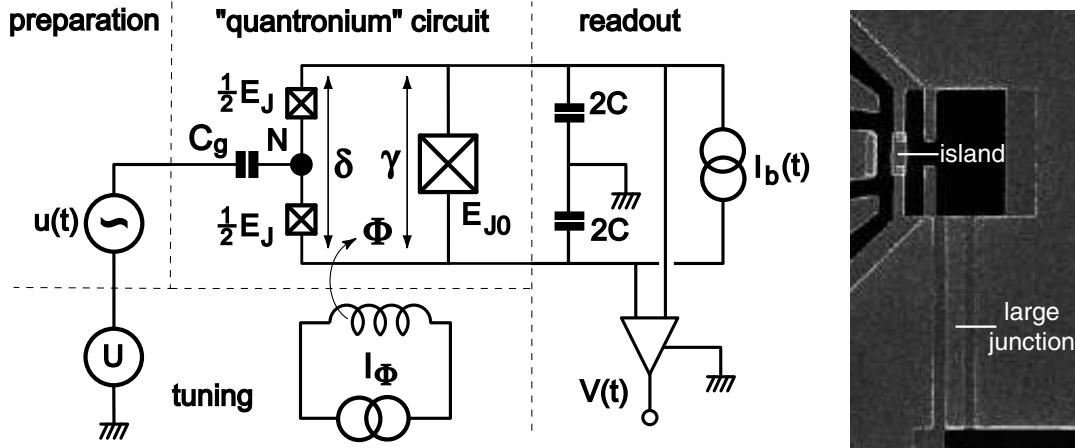 preparation
"quantronium" circuit
readout
½E_J
C_g
N
δ
γ
2C
I_b(t)
island
u(t)
½E_J
Φ
E_J0
2C
large
junction
U
I_Φ
tuning
V(t)